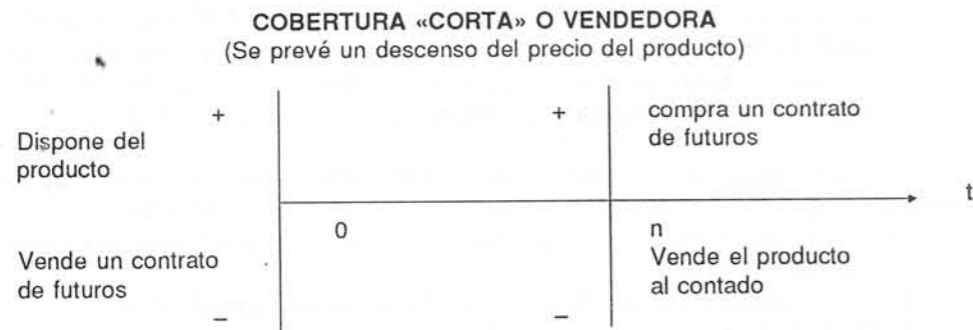 COBERTURA «CORTA» O VENDEDORA
(Se prevé un descenso del precio del producto)
+
+
compra un contrato
de futuros
Dispone del
producto
t
0
n
Vende un contrato
de futuros
Vende el producto
al contado
–
–